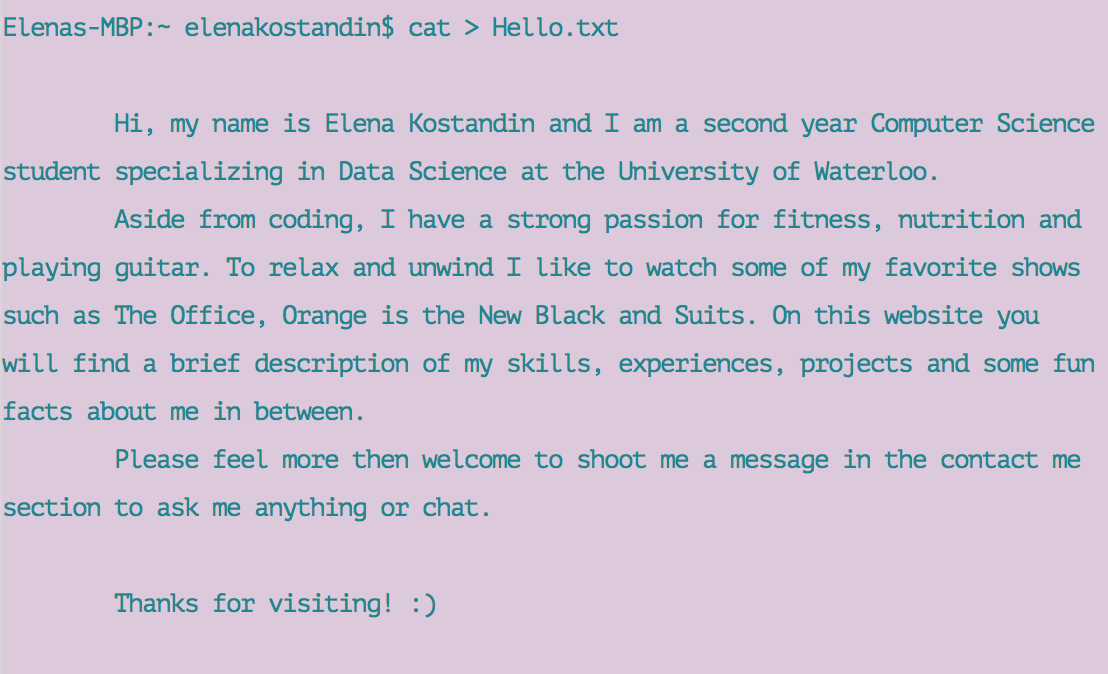 Elenas-MBP:~ elenakostandin$ cat > Hello.txt
Hi, my name is Elena Kostandin and I am a second year Computer Science
student specializing in Data Science at the University of Waterloo.
Aside from coding, I have a strong passion for fitness, nutrition and
playing guitar. To relax and unwind I like to watch some of my favorite shows
such as The Office, Orange is the New Black and Suits. On this website you
will find a brief description of my skills, experiences, projects and some fun
facts about me in between.
Please feel more then welcome to shoot me a message in the contact me
section to ask me anything or chat.
Thanks for visiting! :)